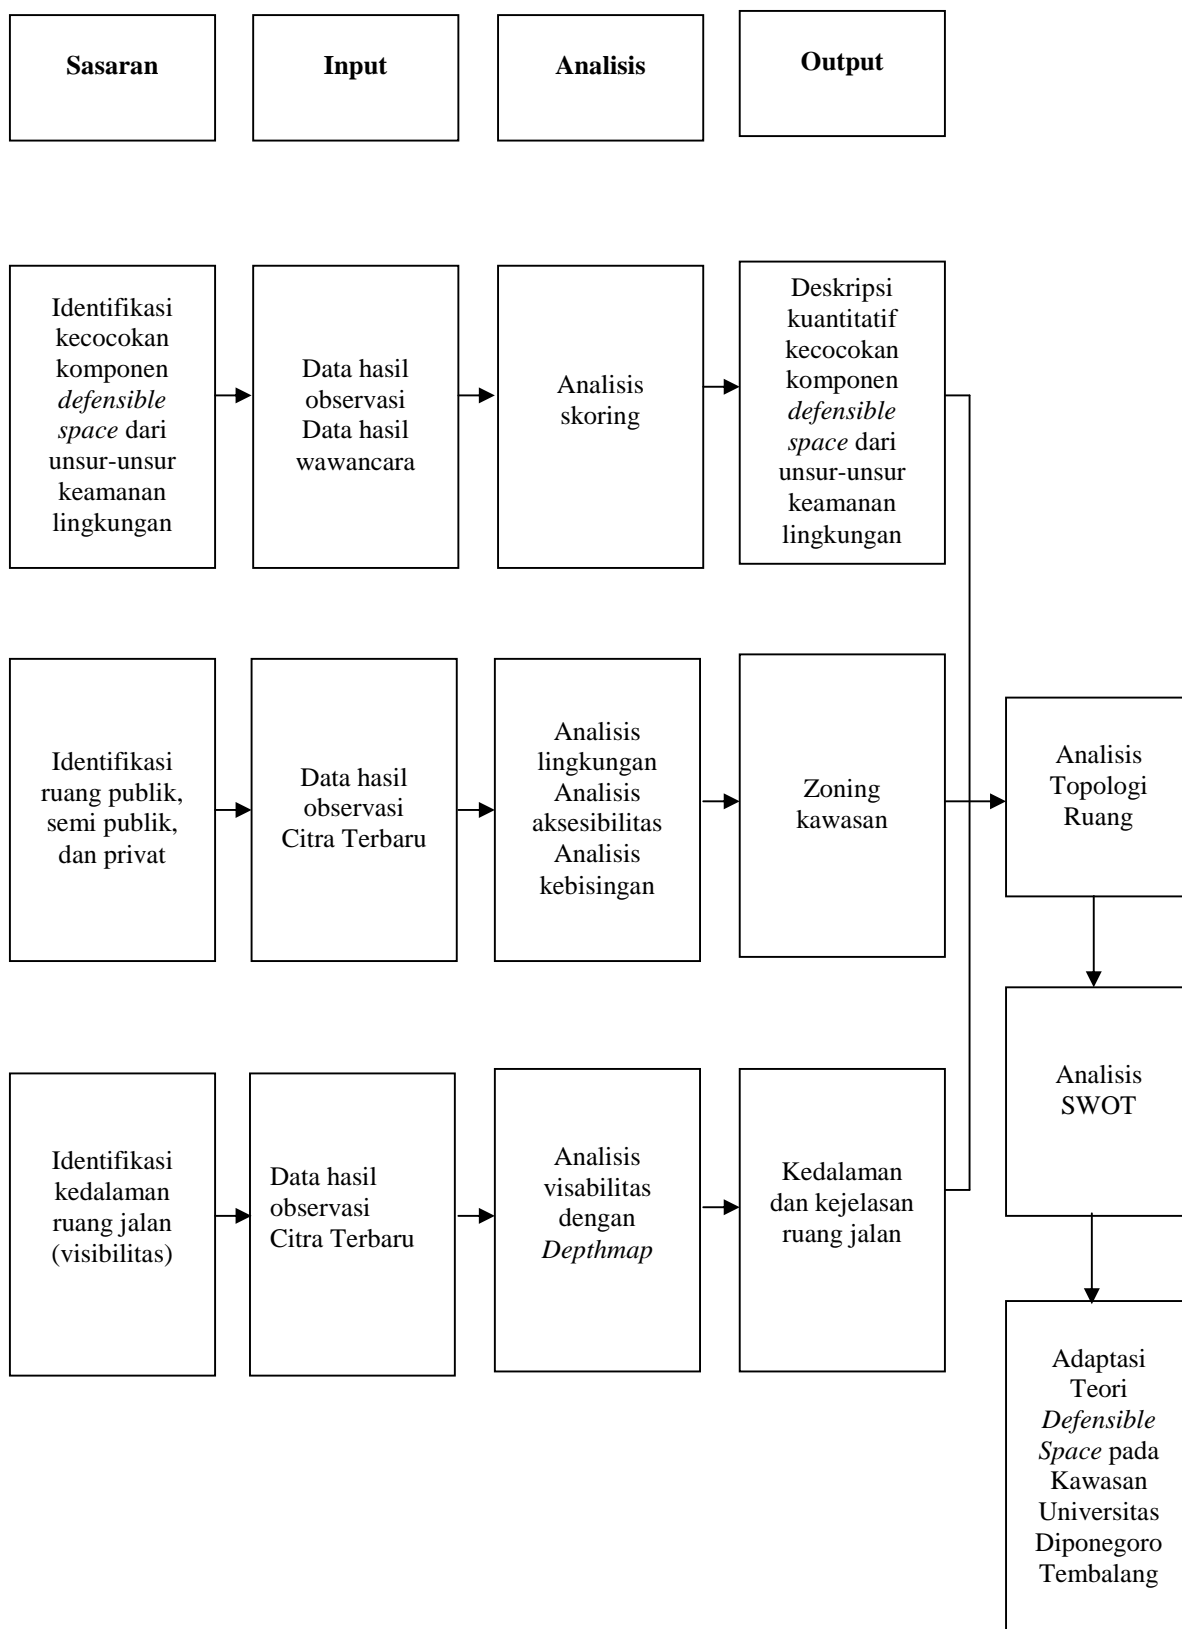 Sasaran
Input
Analisis
Output
Identifikasi
kecocokan
komponen
defensible
space dari
unsur-unsur
keamanan
lingkungan
Data hasil
observasi
Data hasil
wawancara
Analisis
skoring
Deskripsi
kuantitatif
kecocokan
komponen
defensible
space dari
unsur-unsur
keamanan
lingkungan
Identifikasi
ruang publik,
semi publik,
dan privat
Data hasil
observasi
Citra Terbaru
Analisis
lingkungan
Analisis
aksesibilitas
Analisis
kebisingan
Zoning
kawasan
Analisis
Topologi
Ruang
Identifikasi
kedalaman
ruang jalan
(visibilitas)
Data hasil
observasi
Citra Terbaru
Analisis
visabilitas
dengan
Depthmap
Kedalaman
dan kejelasan
ruang jalan
Analisis
SWOT
Adaptasi
Teori
Defensible
Space pada
Kawasan
Universitas
Diponegoro
Tembalang